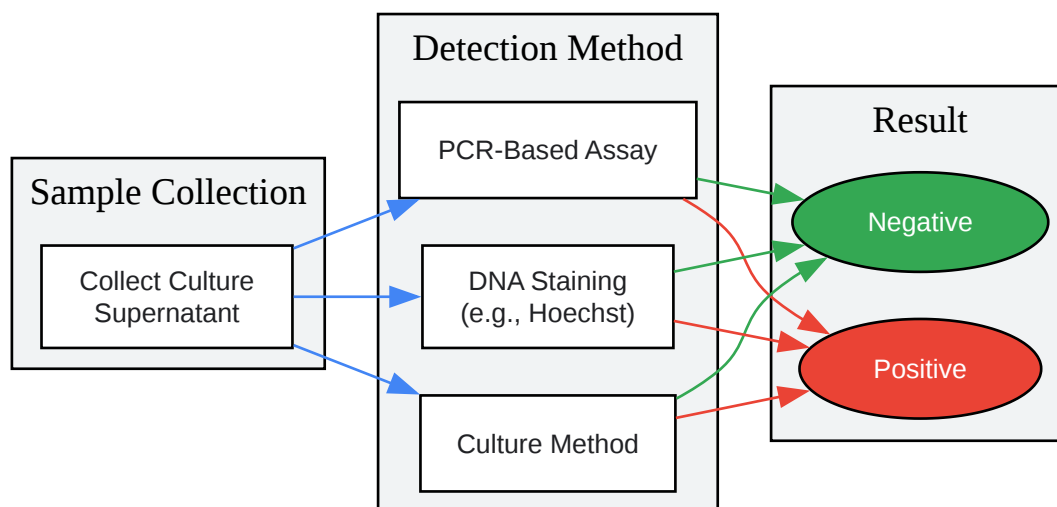 Sample Collection
Collect Culture
Supernatant
Detection Method
PCR-Based Assay
DNA Staining
(e.g., Hoechst)
Culture Method
Result
Negative
Positive